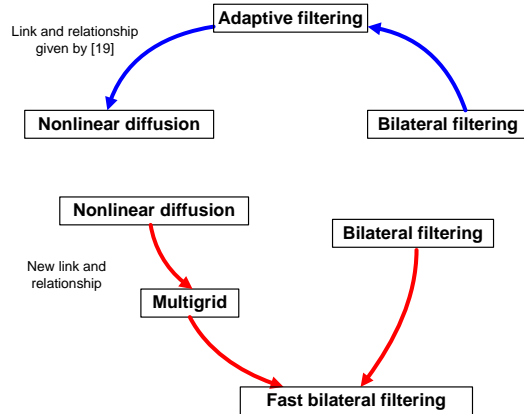 Adaptive filtering
Link and relationship
given by [19]
Nonlinear diffusion
Bilateral filtering
Nonlinear diffusion
Bilateral filtering
New link and
relationship
Multigrid
Fast bilateral filtering